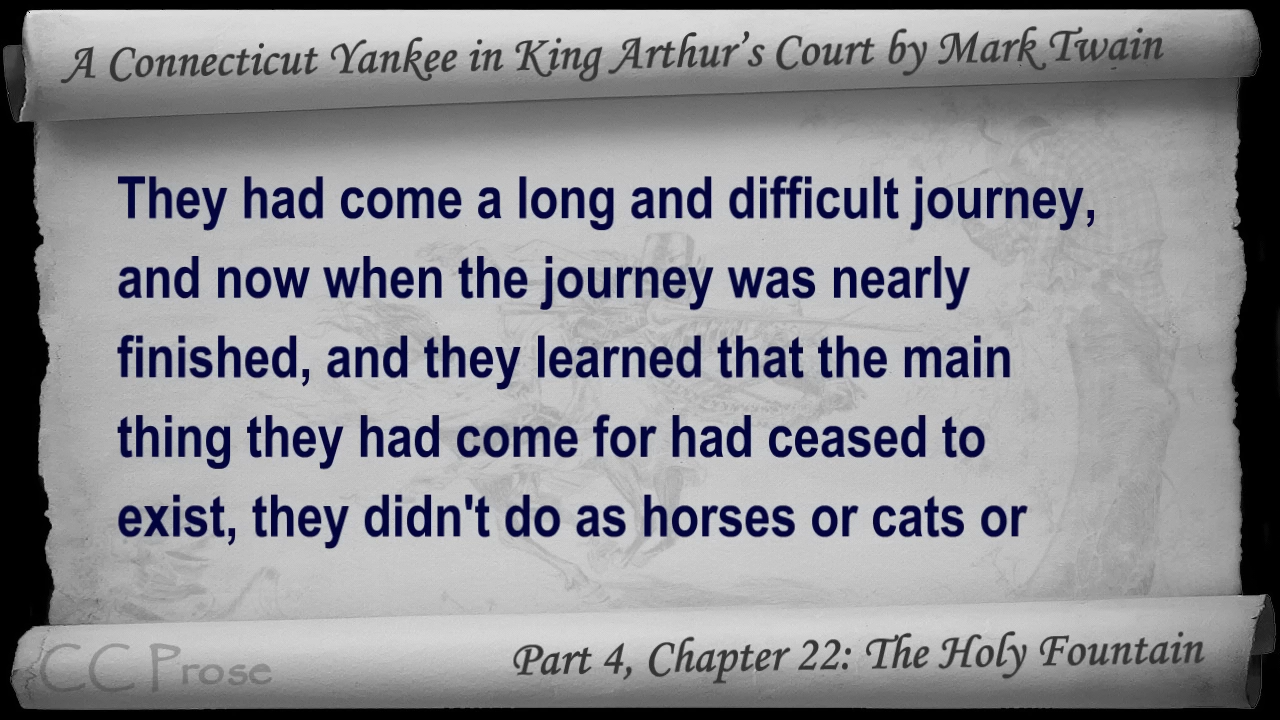 A Connecticut Yankee in King Arthur's Court by Mark Twain
They had come a long and difficult journey,
and now when the journey was nearly
finished, and they learned that the main
thing they had come for had ceased to
exist, they didn't do as horses or cats or
CC Prose
Part 4, Chapter 22: The Holy Fountain